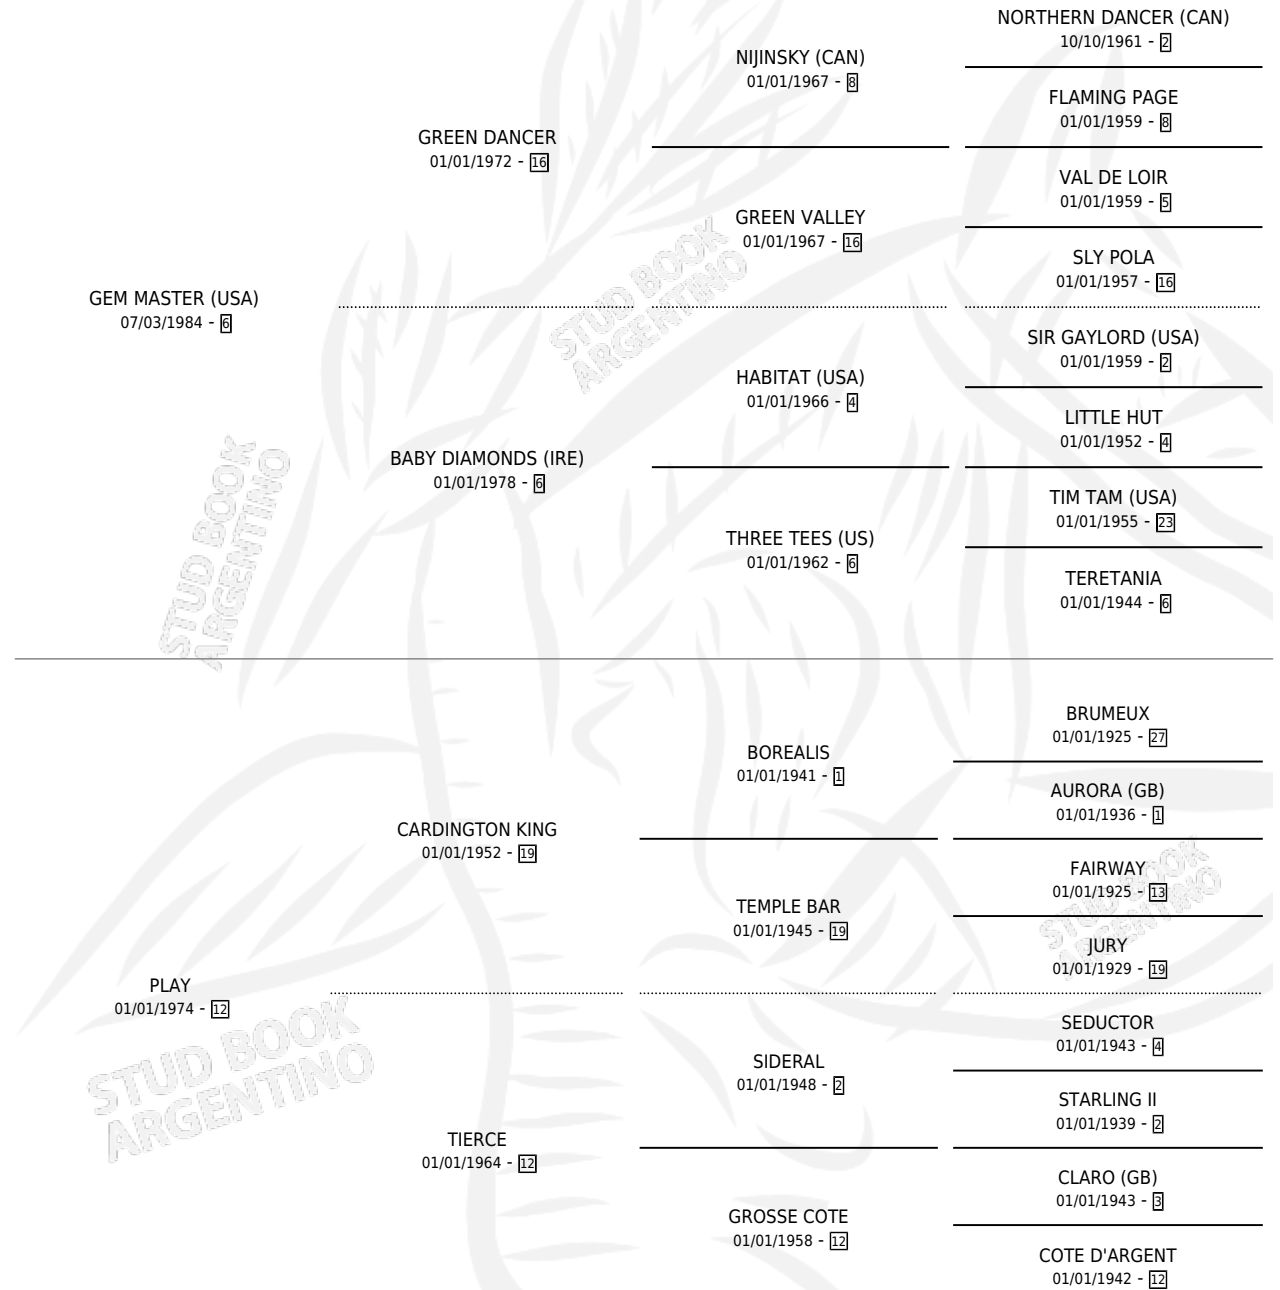 NORTHERN DANCER (CAN)
10/10/1961 - 2
NIJINSKY (CAN)
01/01/1967 - 8
FLAMING PAGE
01/01/1959 - 8
GREEN DANCER
01/01/1972 - 16
VAL DE LOIR
01/01/1959 - 5
GREEN VALLEY
01/01/1967 - 16
SLY POLA
01/01/1957 - 16
GEM MASTER (USA)
07/03/1984 - 6
STUD BOOK
ARGENTINO
SIR GAYLORD (USA)
01/01/1959 - 2
HABITAT (USA)
01/01/1966 - 4
LITTLE HUT
01/01/1952 - 4
BABY DIAMONDS (IRE)
01/01/1978 - 6
TIM TAM (USA)
01/01/1955 - 23
THREE TEES (US)
01/01/1962 - 6
TERETANIA
01/01/1944 - 6
STUD BOOK
ARGENTINO
BRUMEUX
01/01/1925 - 27
BOREALIS
01/01/1941 - 1
AURORA (GB)
01/01/1936 - 1
CARDINGTON KING
01/01/1952 - 19
FAIRWAY
01/01/1925 - 13
TEMPLE BAR
01/01/1945 - 19
STUD BOOK
ARGENTINO
JURY
01/01/1929 - 19
PLAY
01/01/1974 - 12
SEDUCTOR
01/01/1943 - 4
SIDERAL
01/01/1948 - 2
STARLING II
01/01/1939 - 2
STUD BOOK
ARGENTINO
TIERCE
01/01/1964 - 12
CLARO (GB)
01/01/1943 - 3
GROSSE COTE
01/01/1958 - 12
COTE D'ARGENT
01/01/1942 - 12